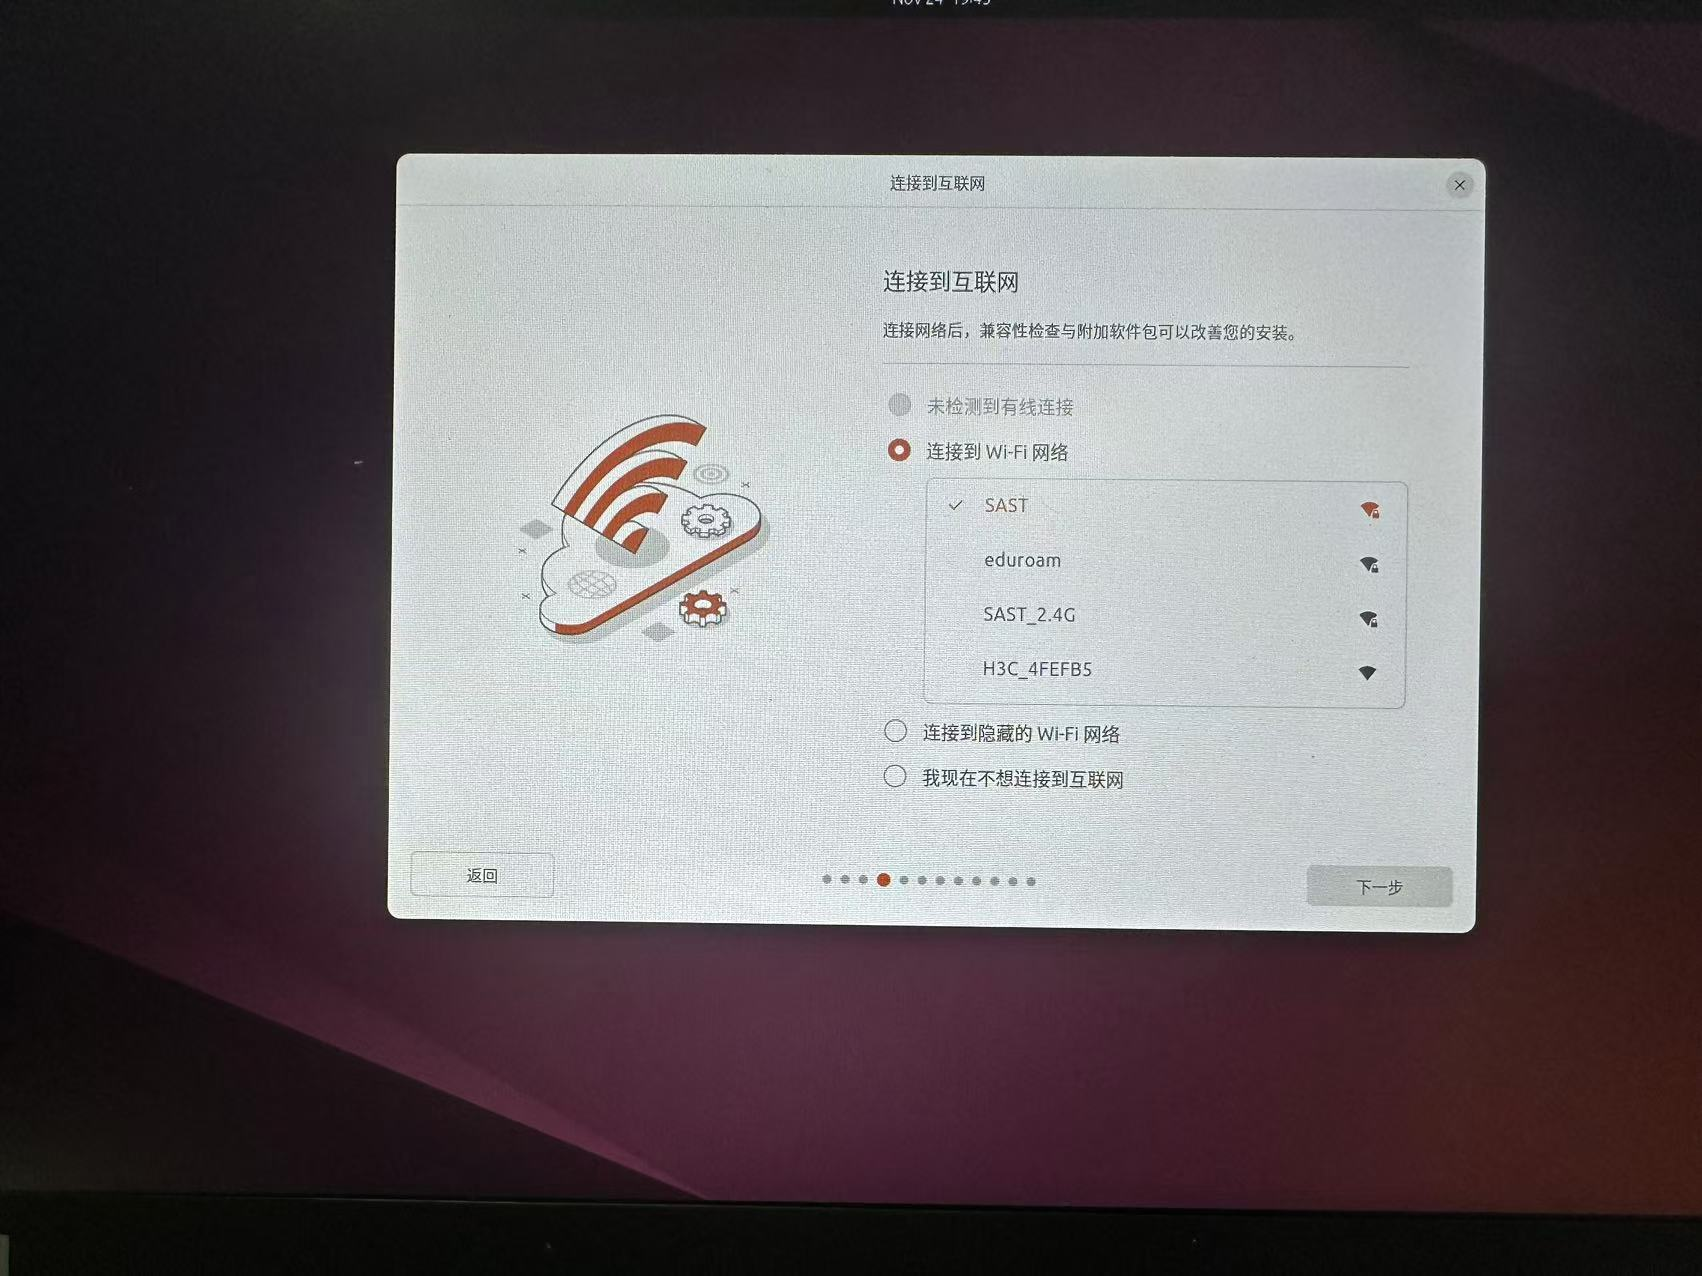 Nov 24 19:45
连接到互联网
连接到互联网
连接网络后，兼容性检查与附加软件包可以改善您的安装。
未检测到有线连接
连接到 Wi-Fi 网络
SAST
eduroam
SAST_2.4G
H3C_4FEFB5
连接到隐藏的 Wi-Fi 网络
我现在不想连接到互联网
返回
下一步